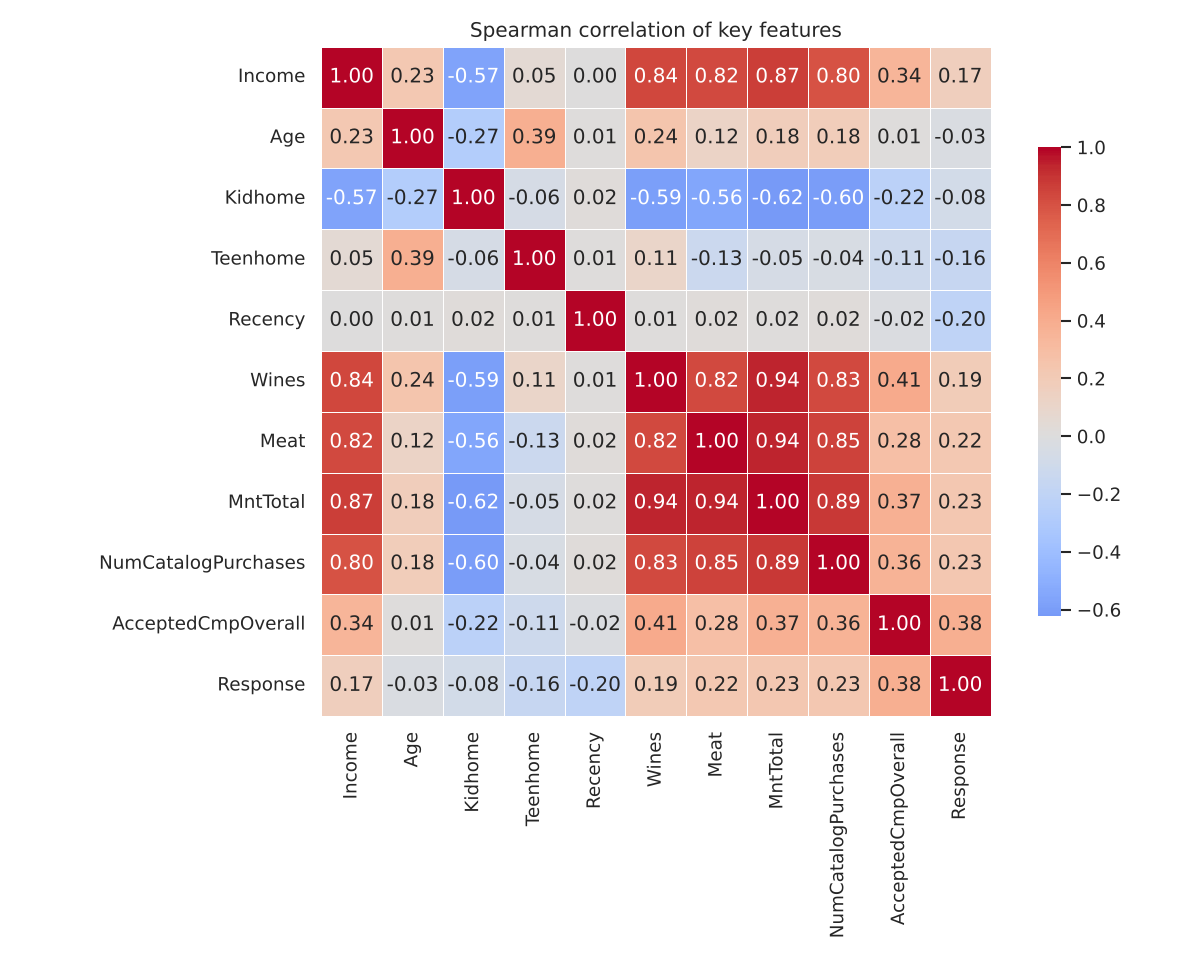 Spearman correlation of key features
Income 1.00 0.23 -0.57 0.05 0.00 0.84 0.82 0.87 0.80 0.34 0.17
Age 0.23 1.00 -0.27 0.39 0.01 0.24 0.12 0.18 0.18 0.01 -0.03
Kidhome -0.57 -0.27 1.00 -0.06 0.02 -0.59 -0.56 -0.62 -0.60 -0.22 -0.08
Teenhome 0.05 0.39 -0.06 1.00 0.01 0.11 -0.13 -0.05 -0.04 -0.11 -0.16
Recency 0.00 0.01 0.02 0.01 1.00 0.01 0.02 0.02 0.02 -0.02 -0.20
Wines 0.84 0.24 -0.59 0.11 0.01 1.00 0.82 0.94 0.83 0.41 0.19
Meat 0.82 0.12 -0.56 -0.13 0.02 0.82 1.00 0.94 0.85 0.28 0.22
MntTotal 0.87 0.18 -0.62 -0.05 0.02 0.94 0.94 1.00 0.89 0.37 0.23
NumCatalogPurchases 0.80 0.18 -0.60 -0.04 0.02 0.83 0.85 0.89 1.00 0.36 0.23
AcceptedCmpOverall 0.34 0.01 -0.22 -0.11 -0.02 0.41 0.28 0.37 0.36 1.00 0.38
Response 0.17 -0.03 -0.08 -0.16 -0.20 0.19 0.22 0.23 0.23 0.38 1.00
Income
Age
Kidhome
Teenhome
Recency
Wines
Meat
MntTotal
NumCatalogPurchases
AcceptedCmpOverall
Response
1.0
0.8
0.6
0.4
0.2
0.0
−0.2
−0.4
−0.6